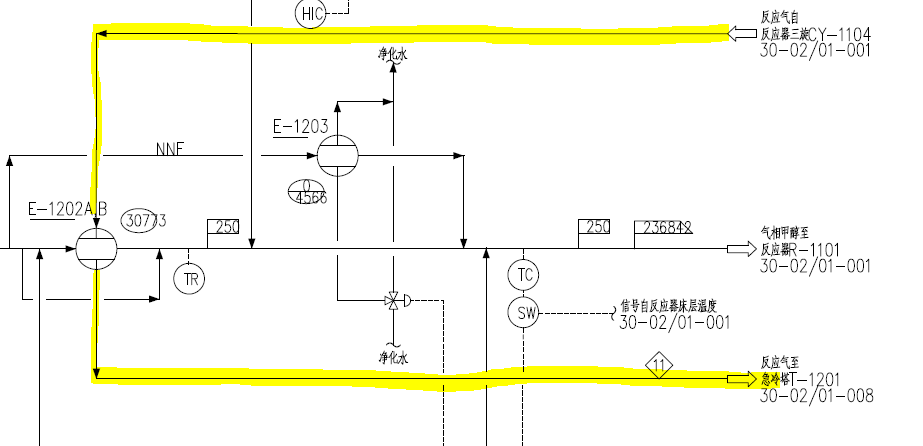 HIC
反应气自
反应器三旋CY-1104
30-02/01-001
净化水
E-1203
NNF
0
4566
E-1202A,B
30773
250
250
236842
气相甲醇至
反应器R-1101
30-02/01-001
TR
TC
SW
信号自反应器床层温度
30-02/01-001
净化水
11
反应气至
急冷塔T-1201
30-02/01-008